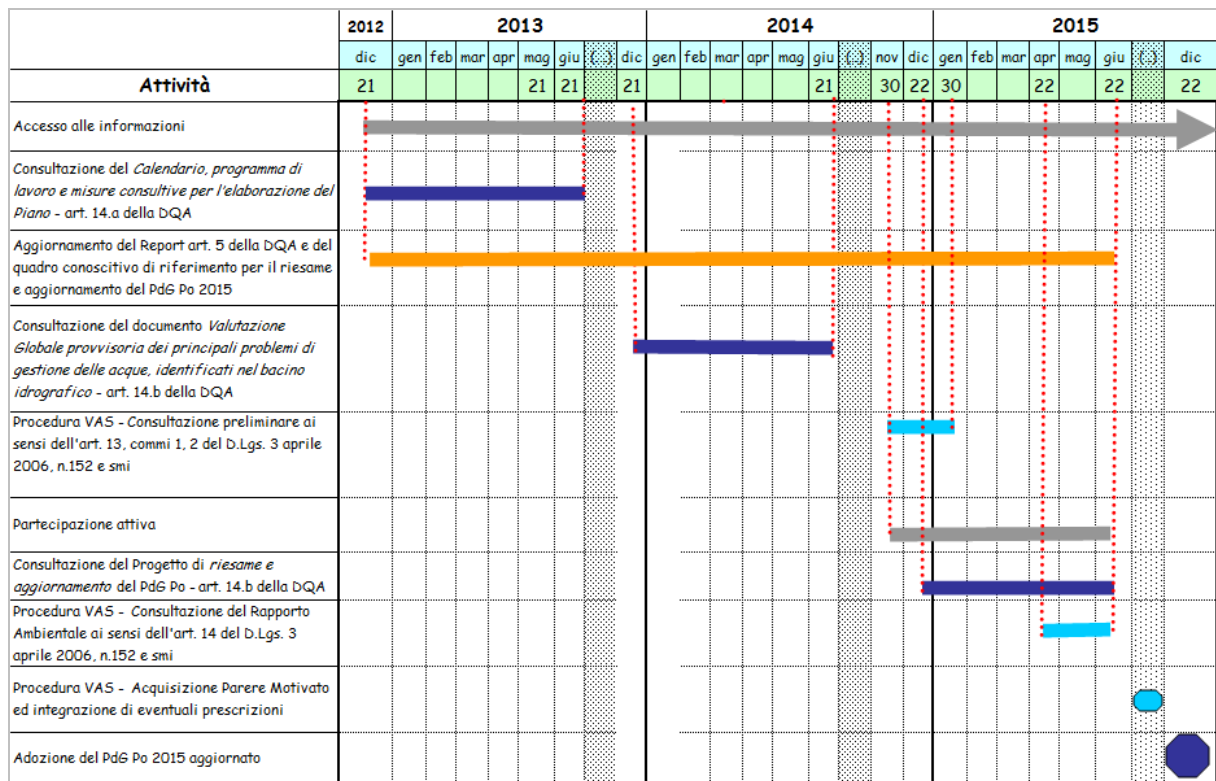 2012 2013 2014 2015
dic gen feb mar apr mag giu (...) dic gen feb mar apr mag giu (...) nov dic gen feb mar apr mag giu (...) dic
Attività 21 21 21 21 21 30 22 30 22 22 22
Accesso alle informazioni
Consultazione del Calendario, programma di
lavoro e misure consultive per l'elaborazione del
Piano - art. 14.a della DQA
Aggiornamento del Report art. 5 della DQA e del
quadro conoscitivo di riferimento per il riesame
e aggiornamento del PdG Po 2015
Consultazione del documento Valutazione
Globale provvisoria dei principali problemi di
gestione delle acque, identificati nel bacino
idrografico - art. 14.b della DQA
Procedura VAS - Consultazione preliminare ai
sensi dell'art. 13, commi 1, 2 del D.Lgs. 3 aprile
2006, n.152 e smi
Partecipazione attiva
Consultazione del Progetto di riesame e
aggiornamento del PdG Po - art. 14.b della DQA
Procedura VAS - Consultazione del Rapporto
Ambientale ai sensi dell'art. 14 del D.Lgs. 3
aprile 2006, n.152 e smi
Procedura VAS - Acquisizione Parere Motivato
ed integrazione di eventuali prescrizioni
Adozione del PdG Po 2015 aggiornato